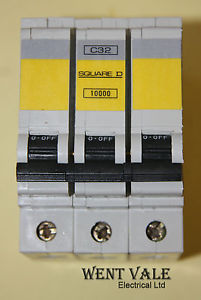 C32
SQUARE D
10000
O-OFF O-OFF O-OFF
WENT VALE
Electrical Ltd